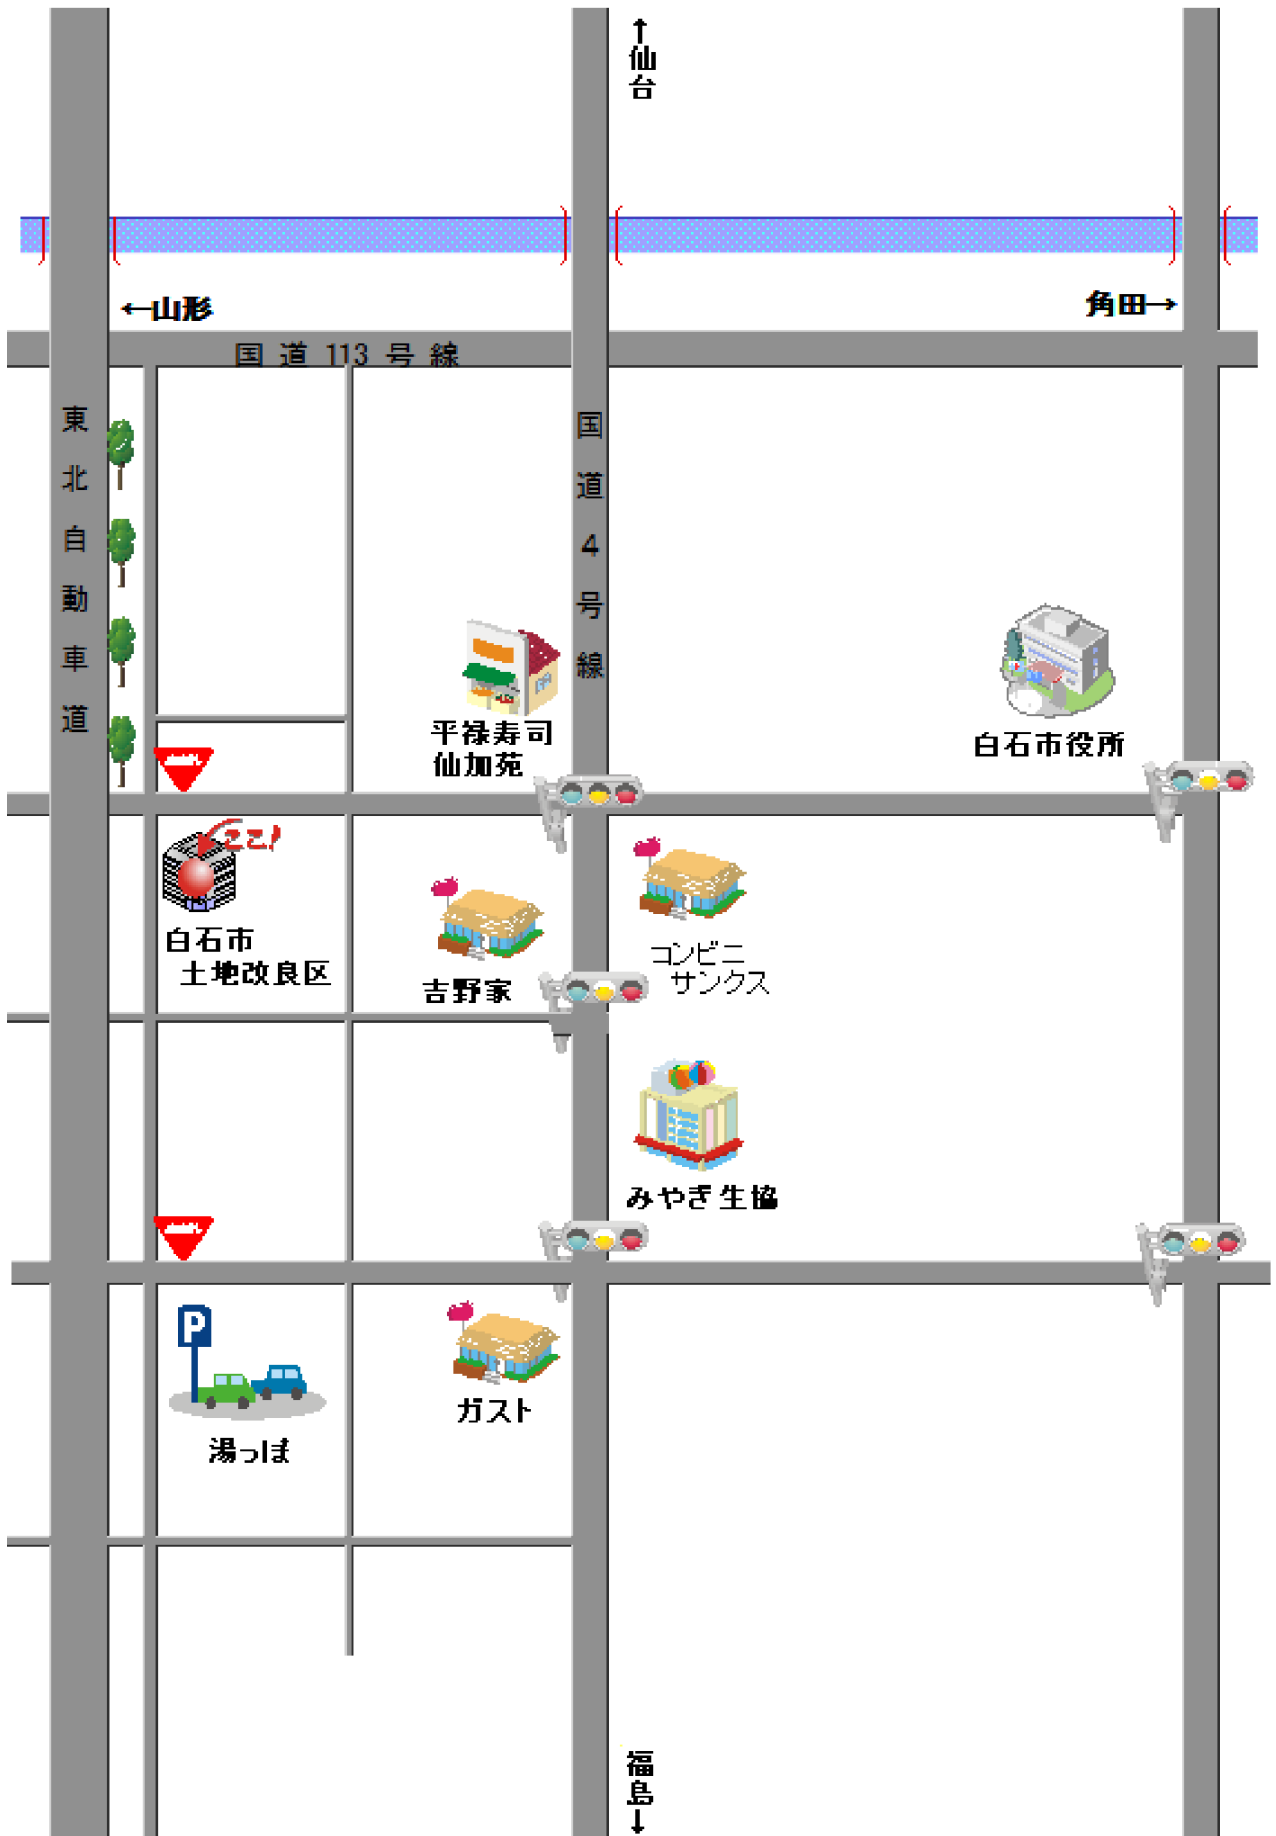 ↑仙台
←山形
角田→
国道113号線
東北自動車道
国道4号線
平禄寿司
仙加苑
白石市役所
ここ!
白石市
土地改良区
吉野家
コンビニ
サンクス
みやぎ生協
P
湯っぽ
ガスト
福島↓